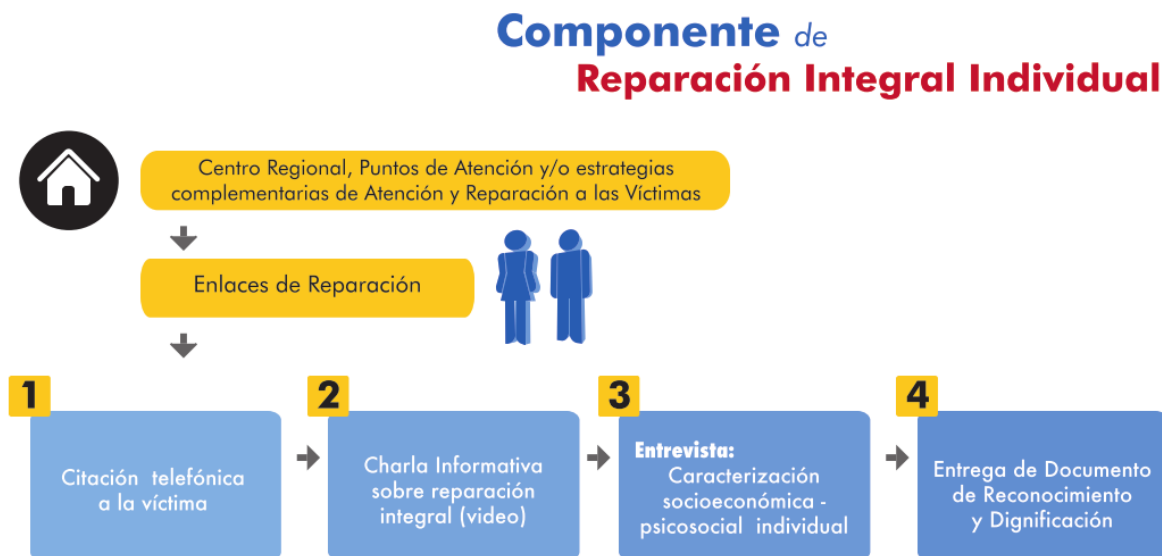 Componente de
Reparación Integral Individual
Centro Regional, Puntos de Atención y/o estrategias
complementarias de Atención y Reparación a las Víctimas
Enlaces de Reparación
1
Citación telefónica
a la víctima
2
Charla Informativa
sobre reparación
integral (video)
3
Entrevista:
Caracterización
socioeconómica -
psicosocial individual
4
Entrega de Documento
de Reconocimiento
y Dignificación